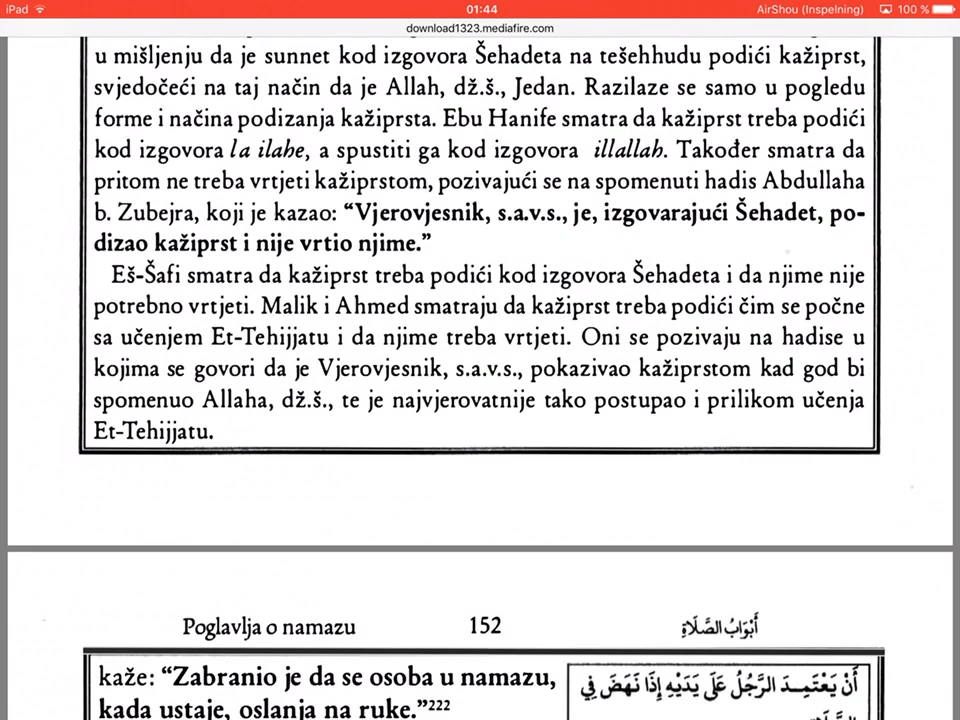 iPad 01:44 AirShou (Inspelning) 100 %
download1323.mediafire.com
u mišljenju da je sunnet kod izgovora Šehadeta na tešehhudu podići kažiprst,
svjedočeći na taj način da je Allah, dž.š., Jedan. Razilaze se samo u pogledu
forme i načina podizanja kažiprsta. Ebu Hanife smatra da kažiprst treba podići
kod izgovora la ilahe, a spustiti ga kod izgovora illallah. Također smatra da
pritom ne treba vrtjeti kažiprstom, pozivajući se na spomenuti hadis Abdullaha
b. Zubejra, koji je kazao: “Vjerovjesnik, s.a.v.s., je, izgovarajući Šehadet, po-
dizao kažiprst i nije vrtio njime.”
Eš-Šafi smatra da kažiprst treba podići kod izgovora Šehadeta i da njime nije
potrebno vrtjeti. Malik i Ahmed smatraju da kažiprst treba podići čim se počne
sa učenjem Et-Tehijjatu i da njime treba vrtjeti. Oni se pozivaju na hadise u
kojima se govori da je Vjerovjesnik, s.a.v.s., pokazivao kažiprstom kad god bi
spomenuo Allaha, dž.š., te je najvjerovatnije tako postupao i prilikom učenja
Et-Tehijjatu.
Poglavlja o namazu 152 أَبْوَابُ الصَّلَاةِ
kaže: “Zabranio je da se osoba u namazu,
kada ustaje, oslanja na ruke.”²²²
أَنْ يَعْتَمِدَ الرَّجُلُ عَلَى يَدَيْهِ إِذَا نَهَضَ فِي